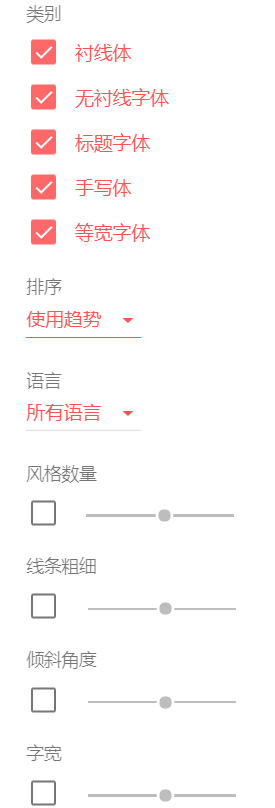 类别
衬线体
无衬线字体
标题字体
手写体
等宽字体
排序
使用趋势
语言
所有语言
风格数量
线条粗细
倾斜角度
字宽